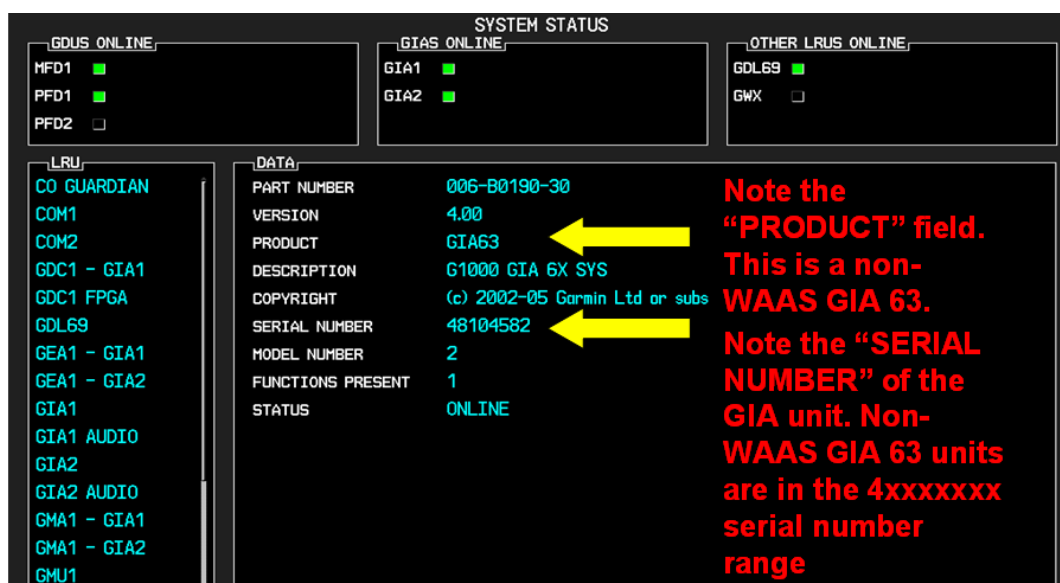 SYSTEM STATUS
GDUS ONLINE
MFD1
PFD1
PFD2
GIAS ONLINE
GIA1
GIA2
OTHER LRUS ONLINE
GDL69
GWX
LRU
CO GUARDIAN
COM1
COM2
GDC1 - GIA1
GDC1 FPGA
GDL69
GEA1 - GIA1
GEA1 - GIA2
GIA1
GIA1 AUDIO
GIA2
GIA2 AUDIO
GMA1 - GIA1
GMA1 - GIA2
GMU1
DATA
PART NUMBER 006-B0190-30
VERSION 4.00
PRODUCT GIA63
DESCRIPTION G1000 GIA 6X SYS
COPYRIGHT (c) 2002-05 Garmin Ltd or subs
SERIAL NUMBER 48104582
MODEL NUMBER 2
FUNCTIONS PRESENT 1
STATUS ONLINE
Note the
“PRODUCT” field.
This is a non-
WAAS GIA 63.
Note the “SERIAL
NUMBER” of the
GIA unit. Non-
WAAS GIA 63 units
are in the 4xxxxxxx
serial number
range